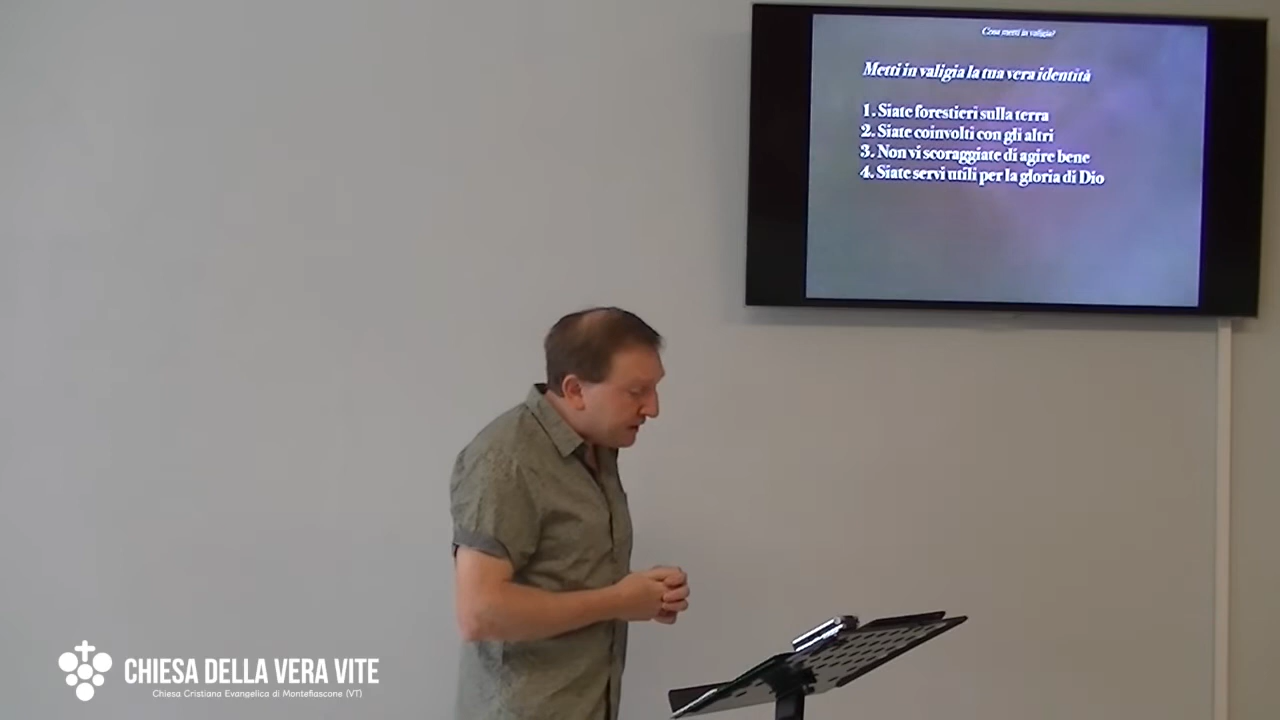 Cosa metti in valigia?
Metti in valigia la tua vera identità
1. Siate forestieri sulla terra
2. Siate coinvolti con gli altri
3. Non vi scoraggiate di agire bene
4. Siate servi utili per la gloria di Dio
CHIESA DELLA VERA VITE
Chiesa Cristiana Evangelica di Montefiascone (VT)